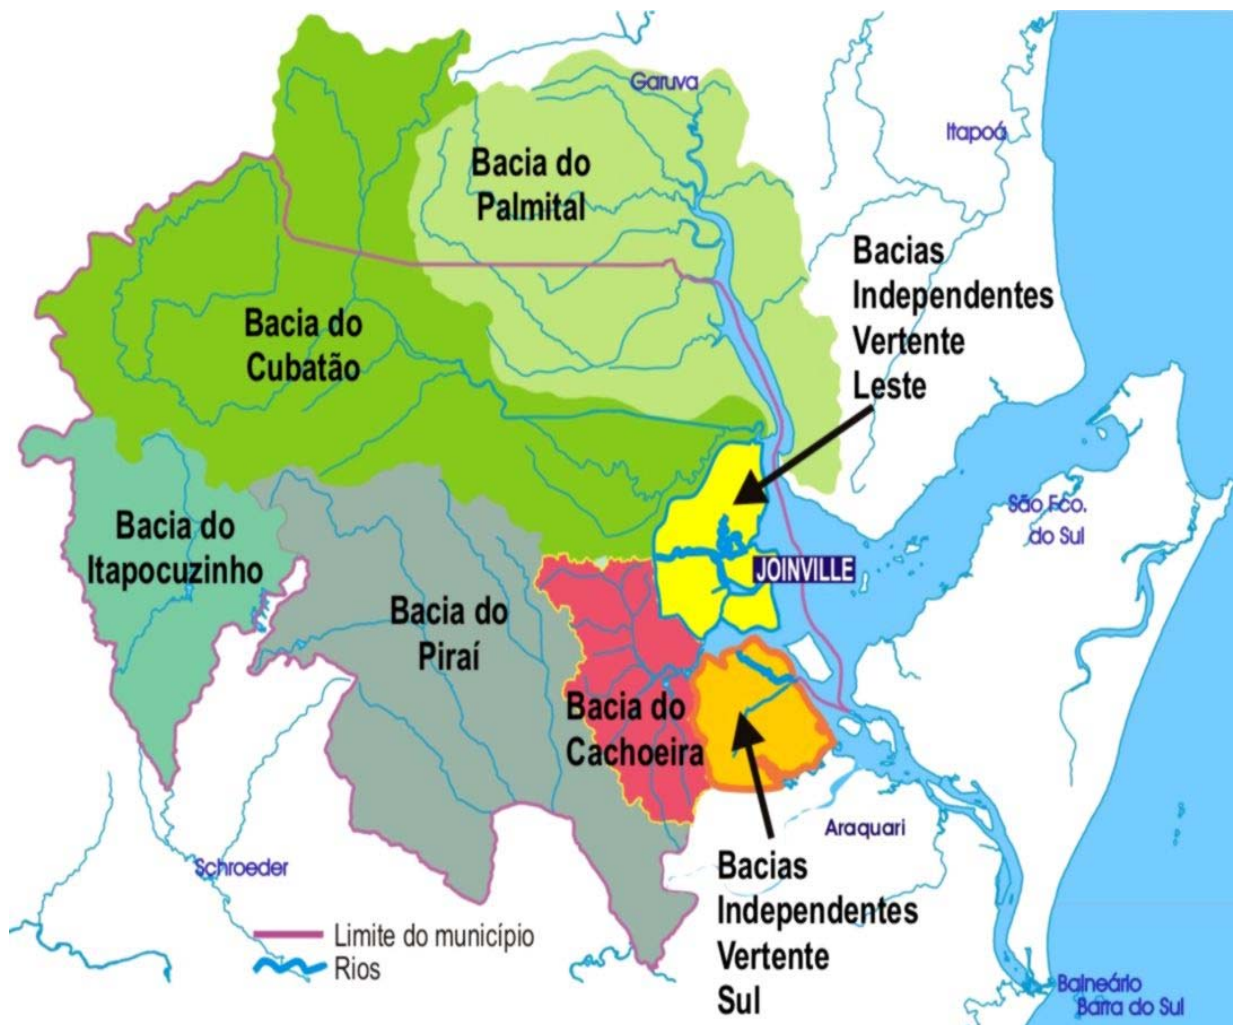 Garuva
Itapoá
Bacia do
Palmital
Bacias
Independentes
Vertente
Leste
Bacia do
Cubatão
São Fco.
do Sul
Bacia do
Itapocuzinho
JOINVILLE
Bacia do
Piraí
Bacia do
Cachoeira
Araquari
Schroeder
Bacias
Independentes
Vertente
Sul
Limite do município
Rios
Balneário
Barra do Sul